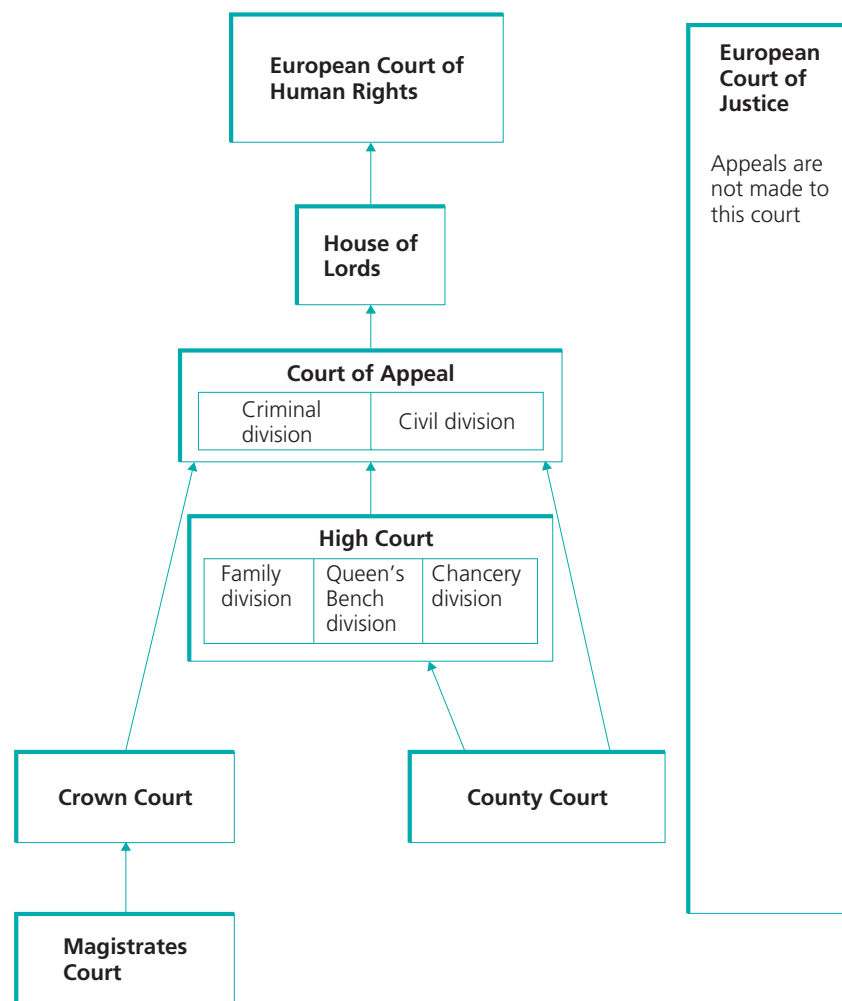 European Court of
Human Rights
European
Court of
Justice
Appeals are
not made to
this court
House of
Lords
Court of Appeal
Criminal
division
Civil division
High Court
Family
division
Queen's
Bench
division
Chancery
division
Crown Court
County Court
Magistrates
Court